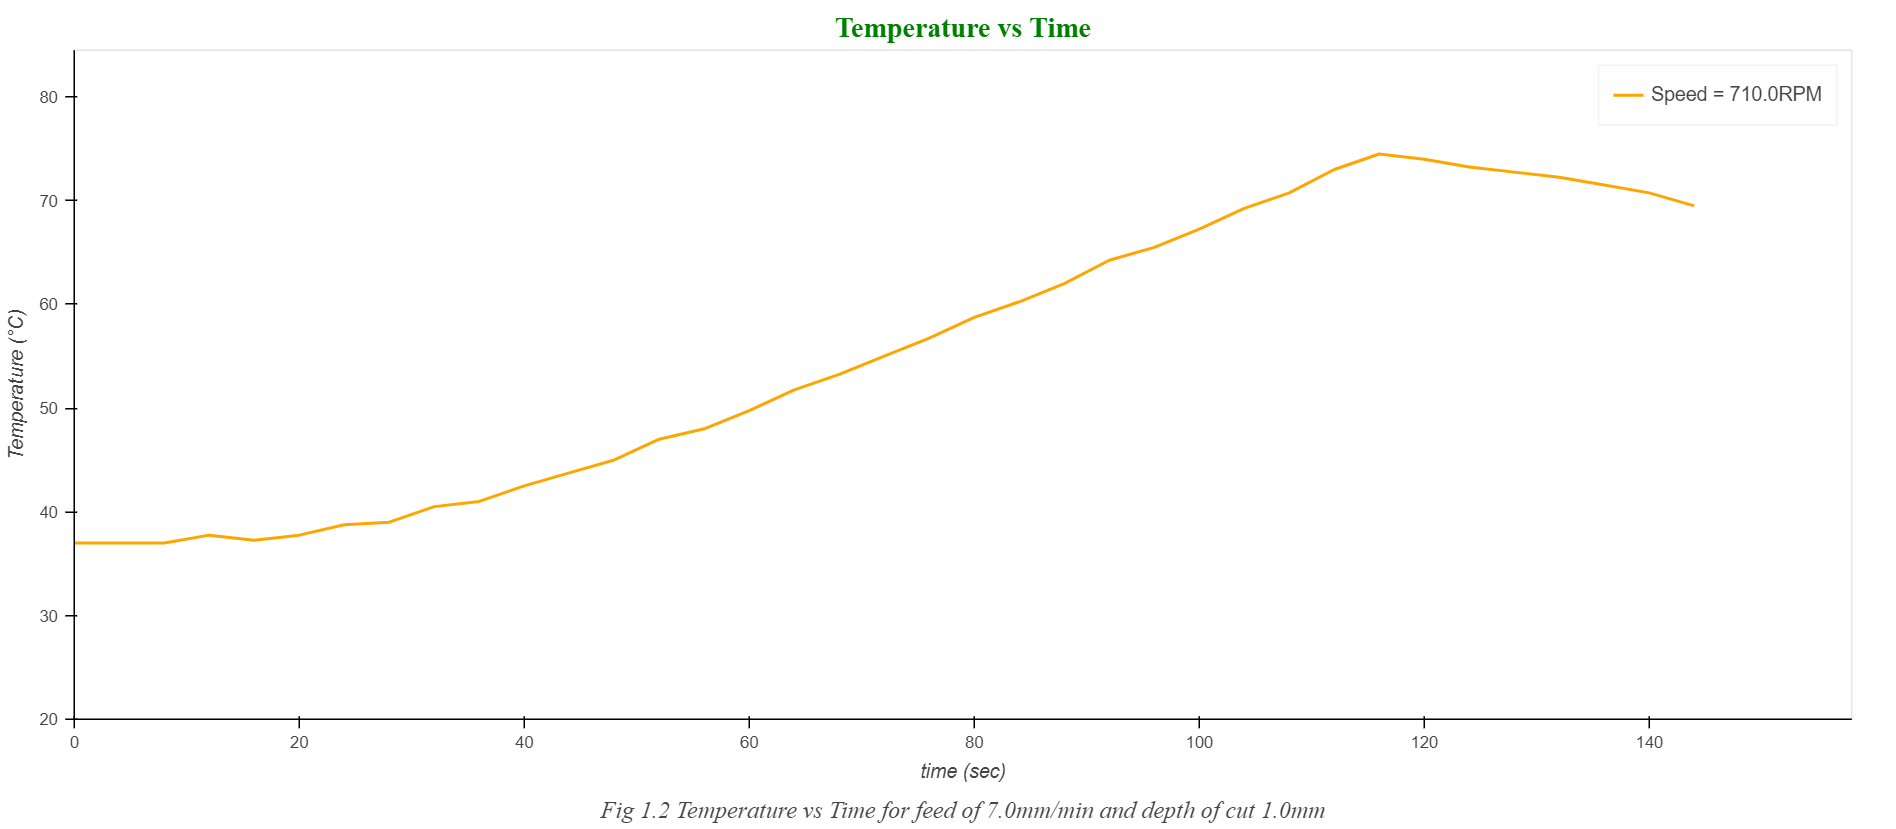 Temperature vs Time
Speed = 710.0RPM
80
70
60
50
40
30
20
Temperature (°C)
0 20 40 60 80 100 120 140
time (sec)
Fig 1.2 Temperature vs Time for feed of 7.0mm/min and depth of cut 1.0mm